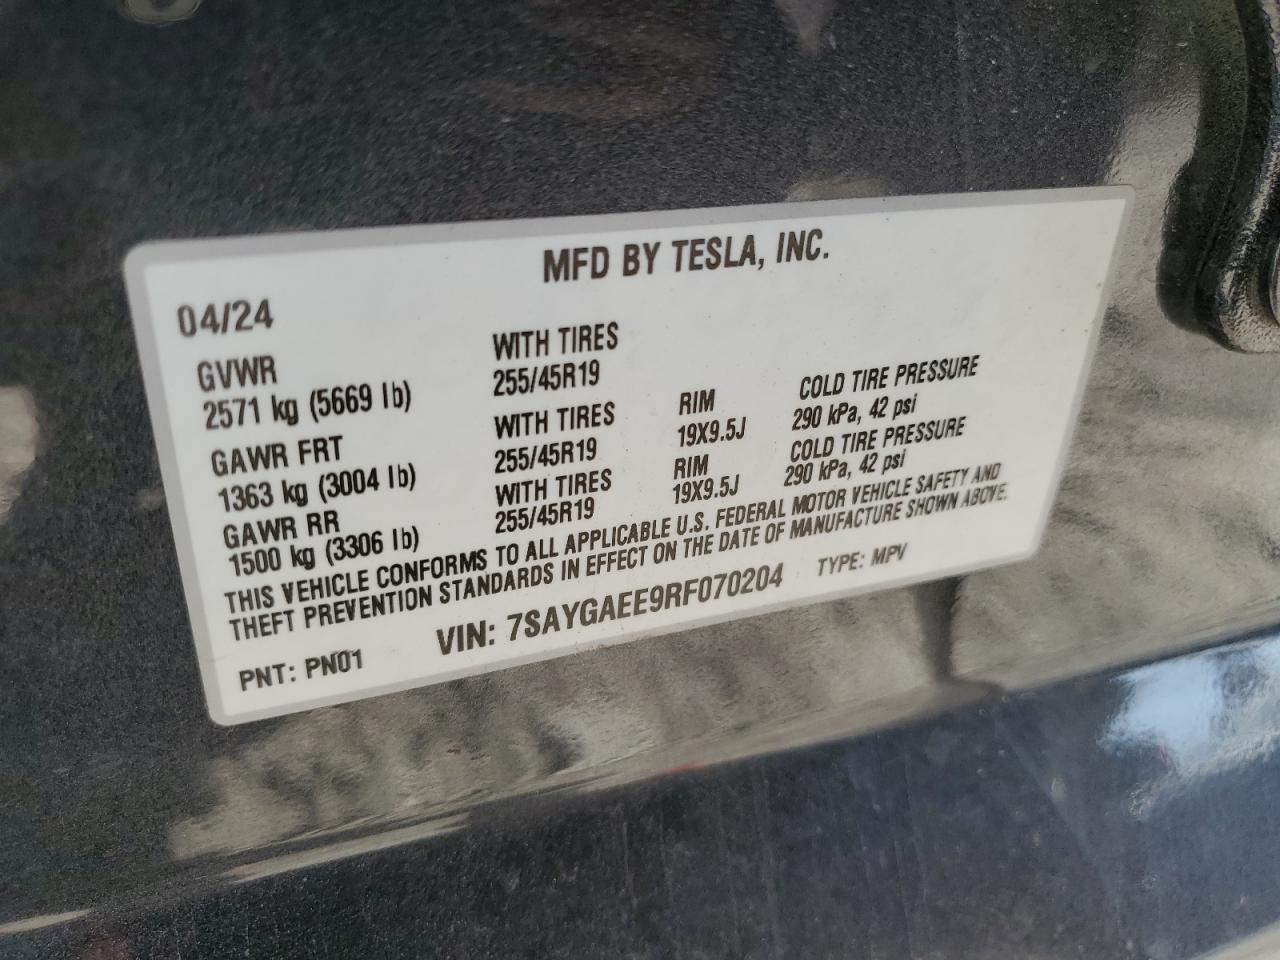 MFD BY TESLA, INC.
04/24
GVWR WITH TIRES
2571 kg (5669 lb) 255/45R19
GAWR FRT WITH TIRES RIM COLD TIRE PRESSURE
1363 kg (3004 lb) 255/45R19 19X9.5J 290 kPa, 42 psi
GAWR RR WITH TIRES RIM COLD TIRE PRESSURE
1500 kg (3306 lb) 255/45R19 19X9.5J 290 kPa, 42 psi
THIS VEHICLE CONFORMS TO ALL APPLICABLE U.S. FEDERAL MOTOR VEHICLE SAFETY AND
THEFT PREVENTION STANDARDS IN EFFECT ON THE DATE OF MANUFACTURE SHOWN ABOVE.
PNT: PN01 VIN: 7SAYGAEE9RF070204 TYPE: MPV